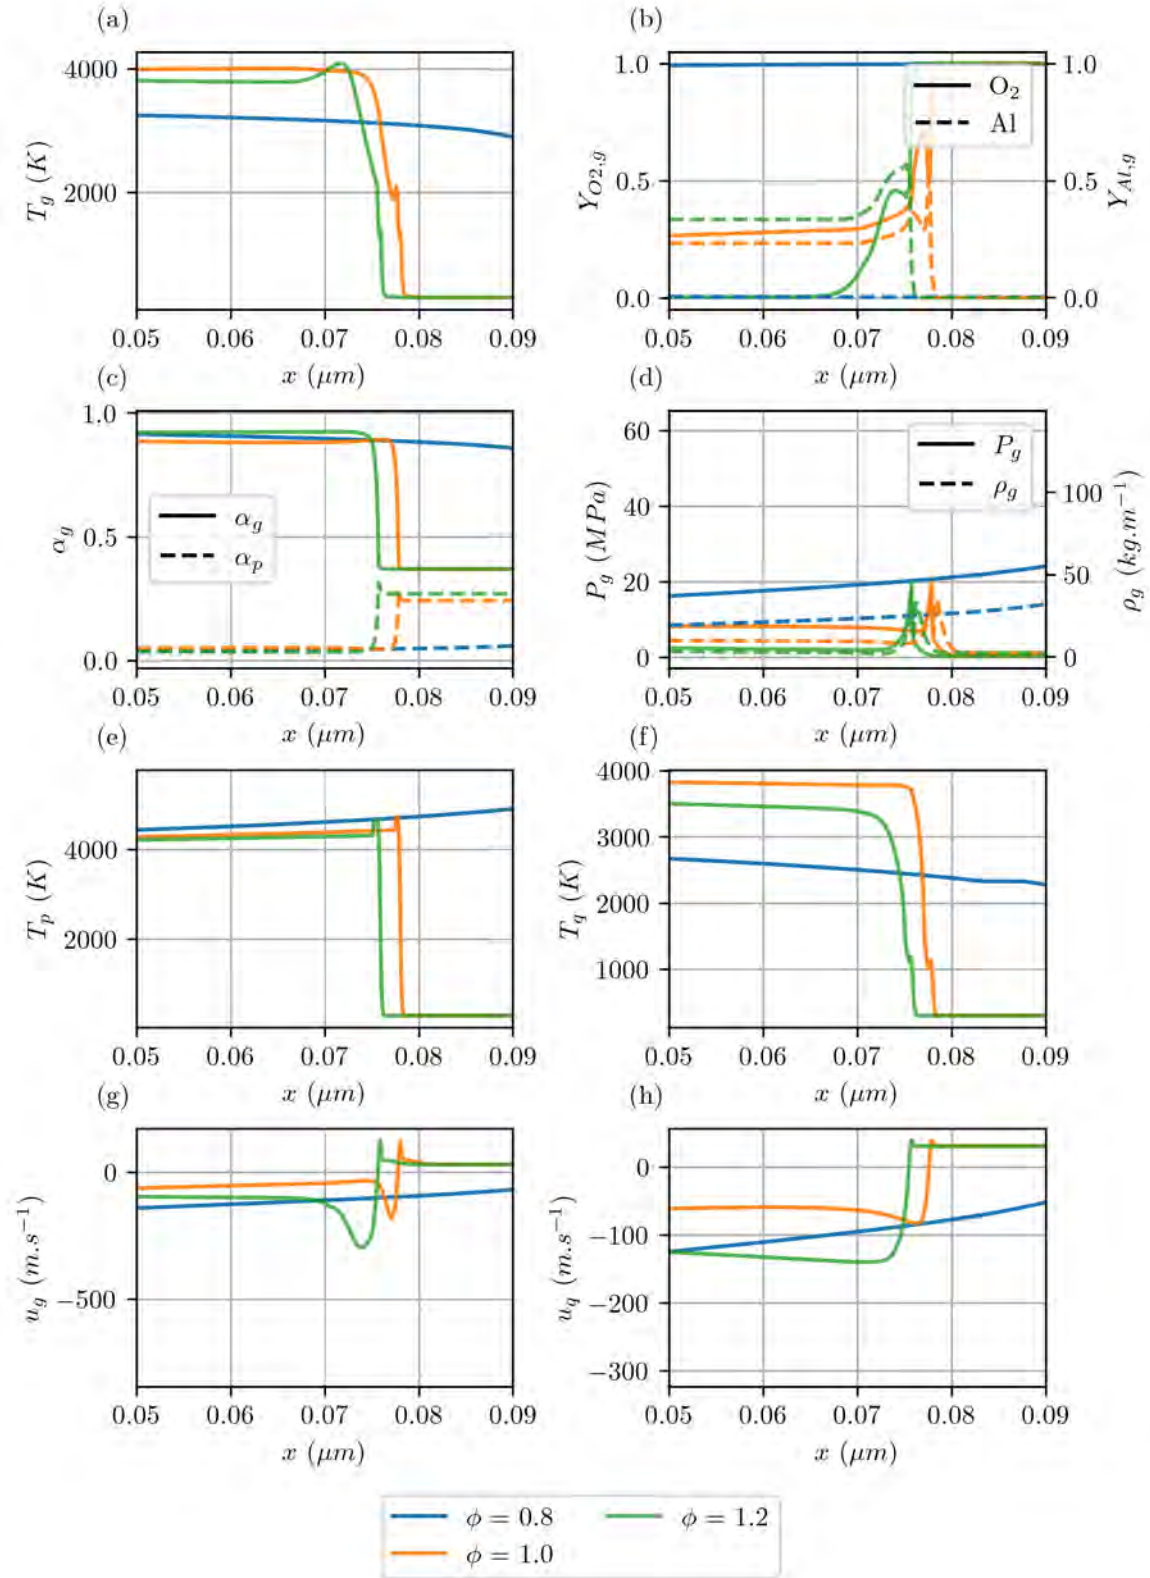 (a)
4000
2000
T_g (K)
0.05 0.06 0.07 0.08 0.09
x (μm)
(b)
1.0
0.5
0.0
Y_{O2,g}
1.0
0.5
0.0
Y_{Al,g}
O₂
Al
0.05 0.06 0.07 0.08 0.09
x (μm)
(c)
1.0
0.5
0.0
α_g
α_g
α_p
0.05 0.06 0.07 0.08 0.09
x (μm)
(d)
60
40
20
0
P_g (MPa)
100
50
0
ρ_g (kg.m⁻¹)
P_g
ρ_g
0.05 0.06 0.07 0.08 0.09
x (μm)
(e)
4000
2000
T_p (K)
0.05 0.06 0.07 0.08 0.09
x (μm)
(f)
4000
3000
2000
1000
T_q (K)
0.05 0.06 0.07 0.08 0.09
x (μm)
(g)
0
−500
u_g (m.s⁻¹)
0.05 0.06 0.07 0.08 0.09
x (μm)
(h)
0
−100
−200
−300
u_q (m.s⁻¹)
0.05 0.06 0.07 0.08 0.09
x (μm)
ϕ = 0.8
ϕ = 1.0
ϕ = 1.2